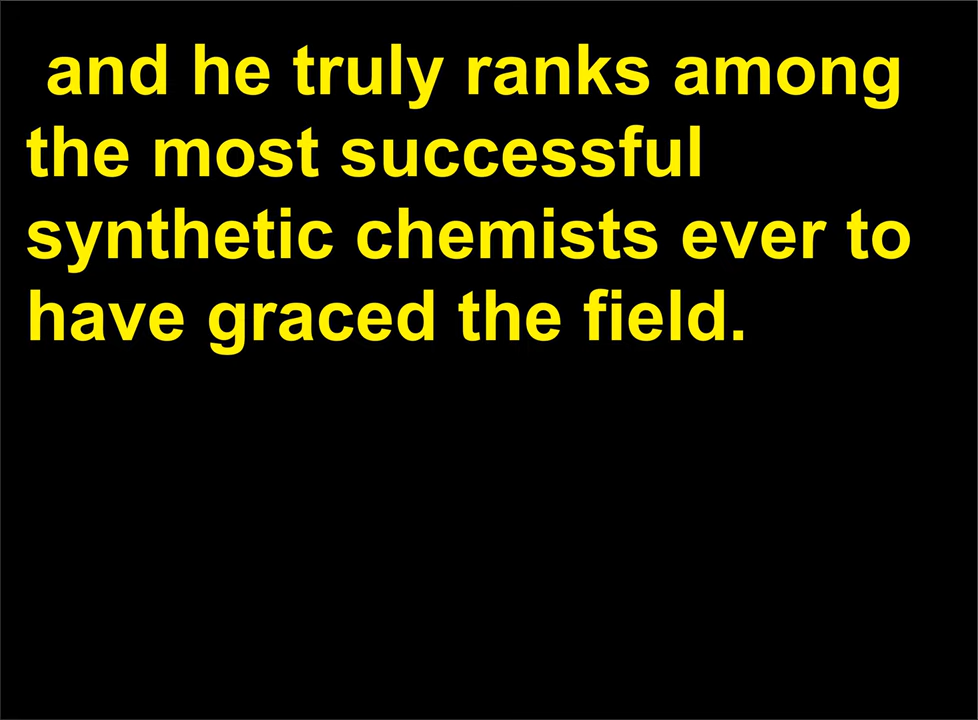 and he truly ranks among
the most successful
synthetic chemists ever to
have graced the field.